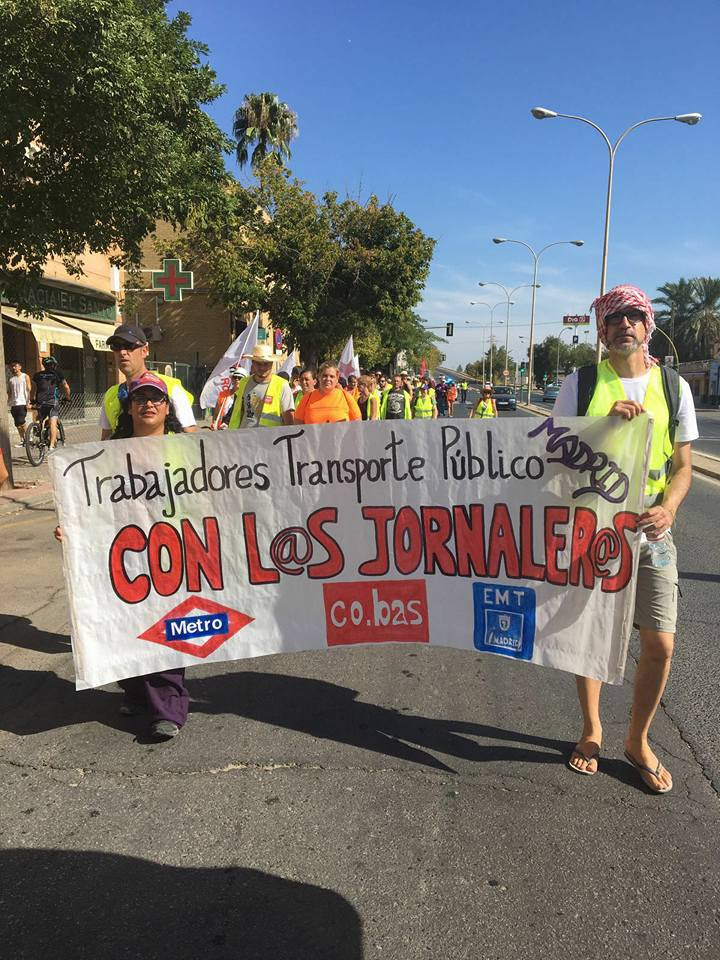 Trabajadores Transporte Público MADRID
CON L@S JORNALER@S
Metro
co.bas
EMT
MADRID